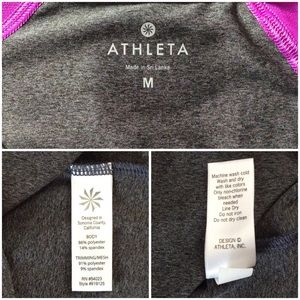 ATHLETA
Made in Sri Lanka
M
Designed in
Sonoma County,
California
BODY
86% polyester
14% spandex
TRIMMING/MESH
91% polyester
9% spandex
RN #54023
Style #919125
Machine wash cold
Wash and dry
with like colors
Only non-chlorine
bleach when
needed
Line Dry
Do not iron
Do not dry clean
DESIGN ©
ATHLETA, INC.